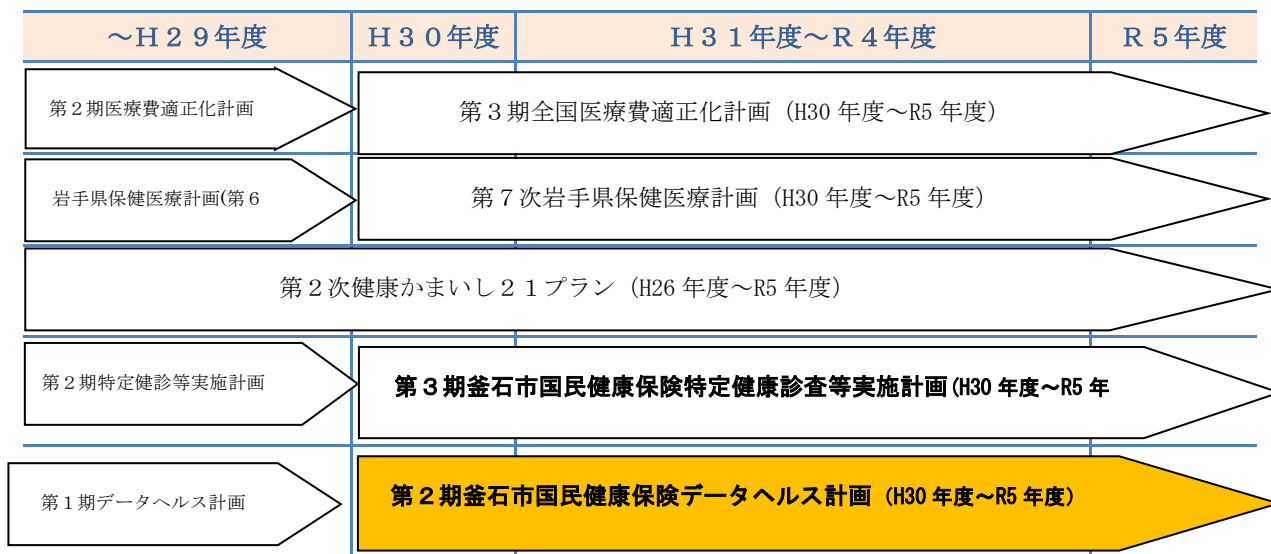 ～H２９年度 H３０年度 H３１年度～R４年度 R５年度
第２期医療費適正化計画 第３期全国医療費適正化計画（H30 年度～R5 年度）
岩手県保健医療計画(第６ 第７次岩手県保健医療計画（H30 年度～R5 年度）
第２次健康かまいし２１プラン（H26 年度～R5 年度）
第２期特定健診等実施計画 第３期釜石市国民健康保険特定健康診査等実施計画(H30 年度～R5 年
第１期データヘルス計画 第２期釜石市国民健康保険データヘルス計画（H30 年度～R5 年度）